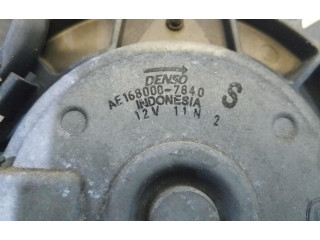 DENSO
AE168000-7840
INDONESIA
12V 11N 2
S